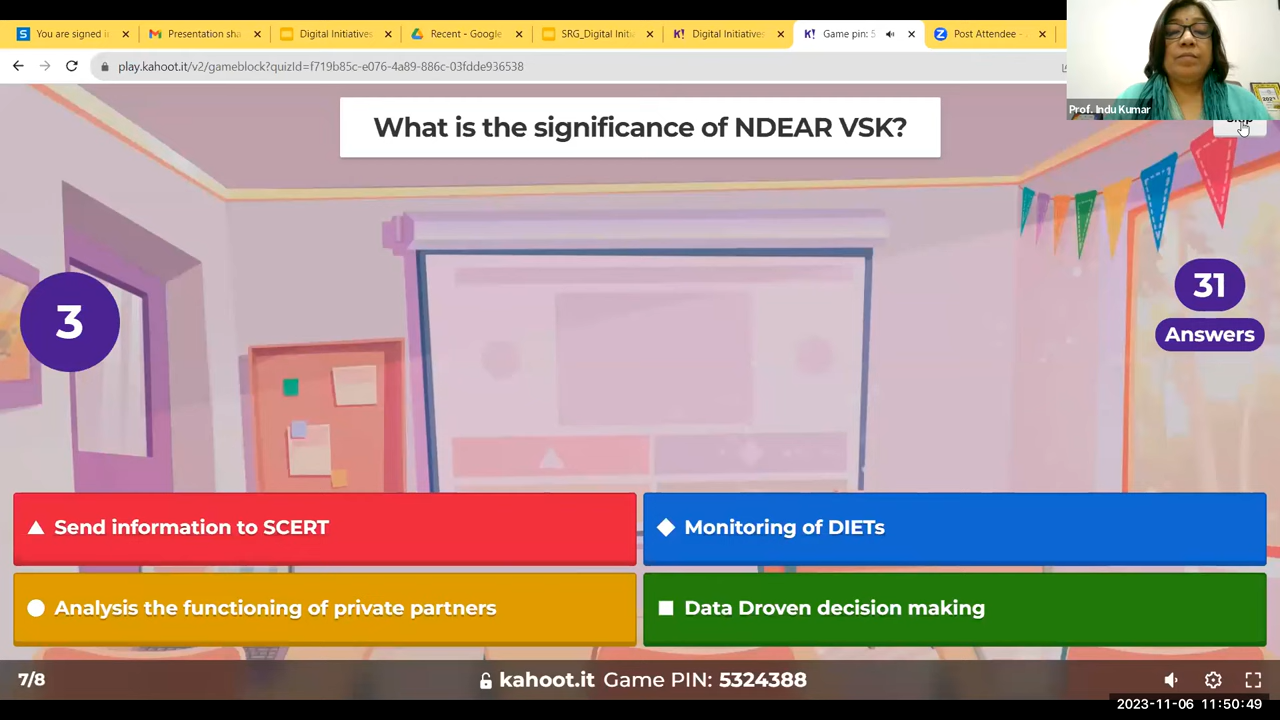 You are signed i
Presentation sha
Digital Initiatives
Recent - Google
SRG_Digital Initi
K! Digital Initiatives
K! Game pin: 5
Post Attendee -
play.kahoot.it/v2/gameblock?quizId=f719b85c-e076-4a89-886c-03fdde936538
Prof. Indu Kumar
What is the significance of NDEAR VSK?
Skip
3
31
Answers
Send information to SCERT
Monitoring of DIETs
Analysis the functioning of private partners
Data Droven decision making
7/8
kahoot.it Game PIN: 5324388
2023-11-06 11:50:49